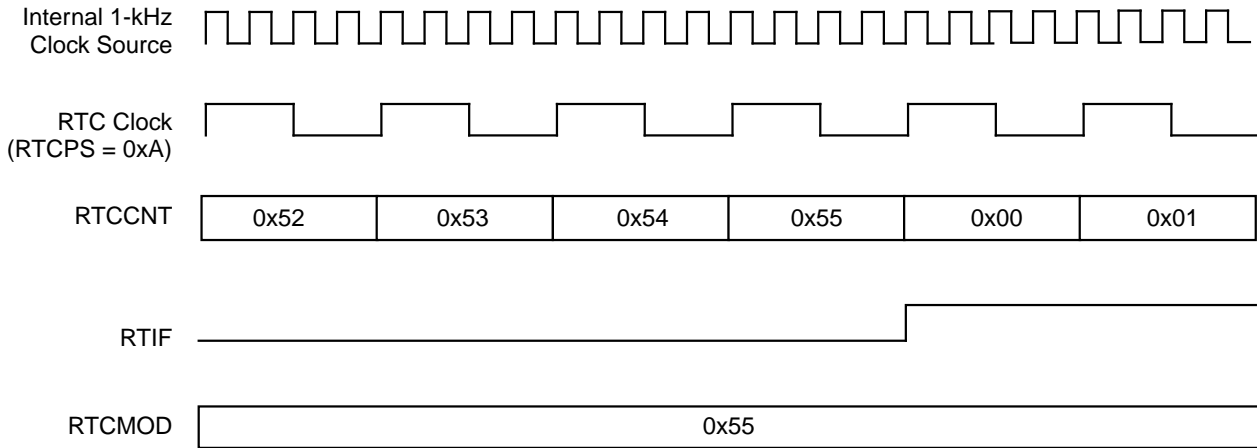 Internal 1-kHz
Clock Source
RTC Clock
(RTCPS = 0xA)
RTCCNT
0x52
0x53
0x54
0x55
0x00
0x01
RTIF
RTCMOD
0x55